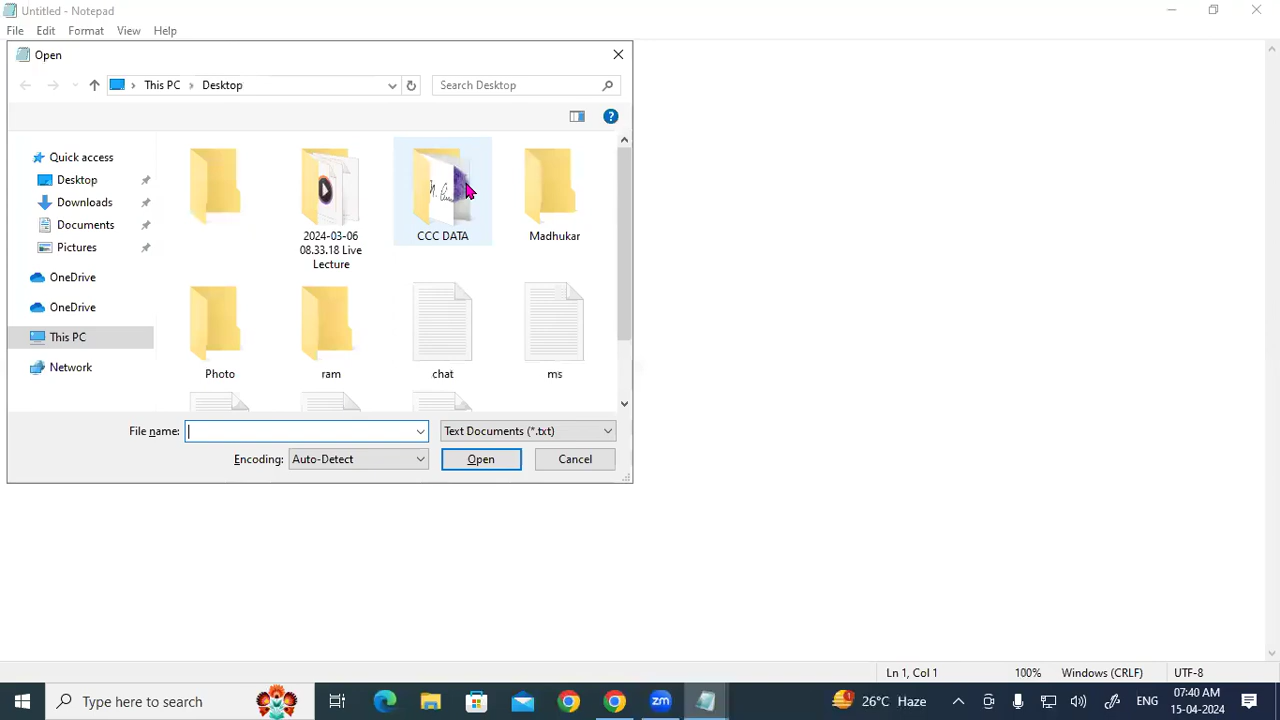 Untitled - Notepad
File Edit Format View Help
Open
This PC Desktop
Search Desktop
Quick access
Desktop
Downloads
Documents
Pictures
OneDrive
OneDrive
This PC
Network
2024-03-06
08.33.18 Live
Lecture
CCC DATA
Madhukar
Photo
ram
chat
ms
File name:
Text Documents (*.txt)
Encoding: Auto-Detect
Open
Cancel
Ln 1, Col 1
100%
Windows (CRLF)
UTF-8
Type here to search
zm
26°C Haze
ENG
07:40 AM
15-04-2024